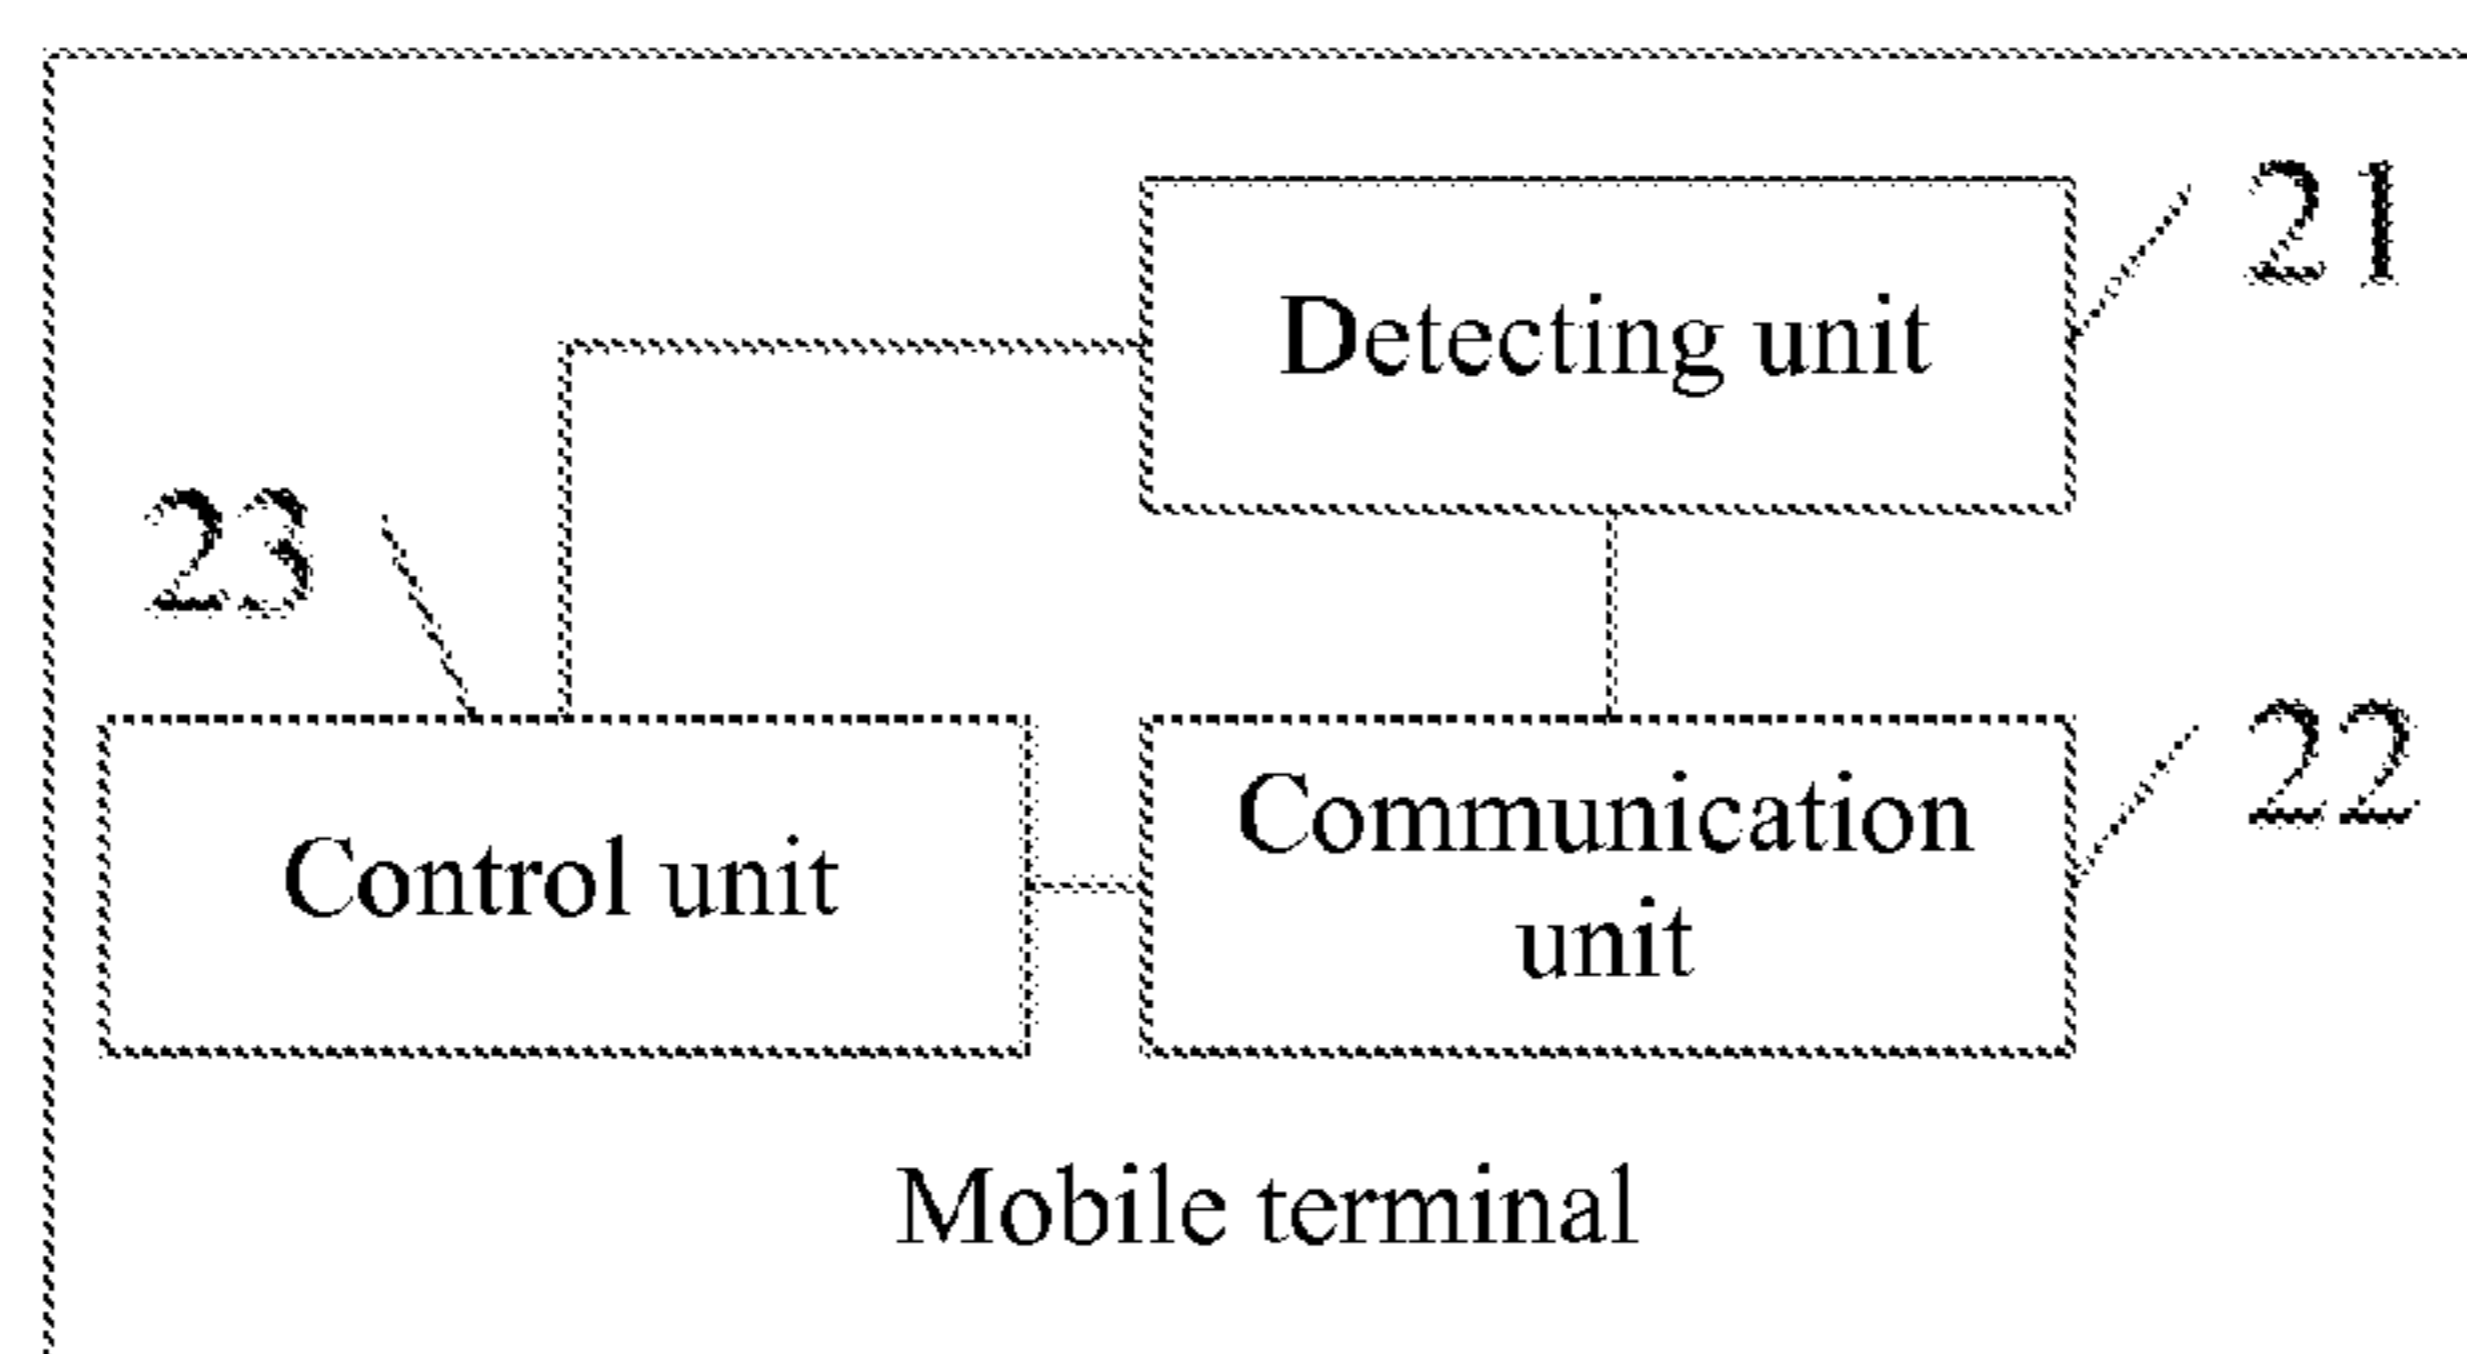 21
Detecting unit
23
22
Control unit
Communication
unit
Mobile terminal